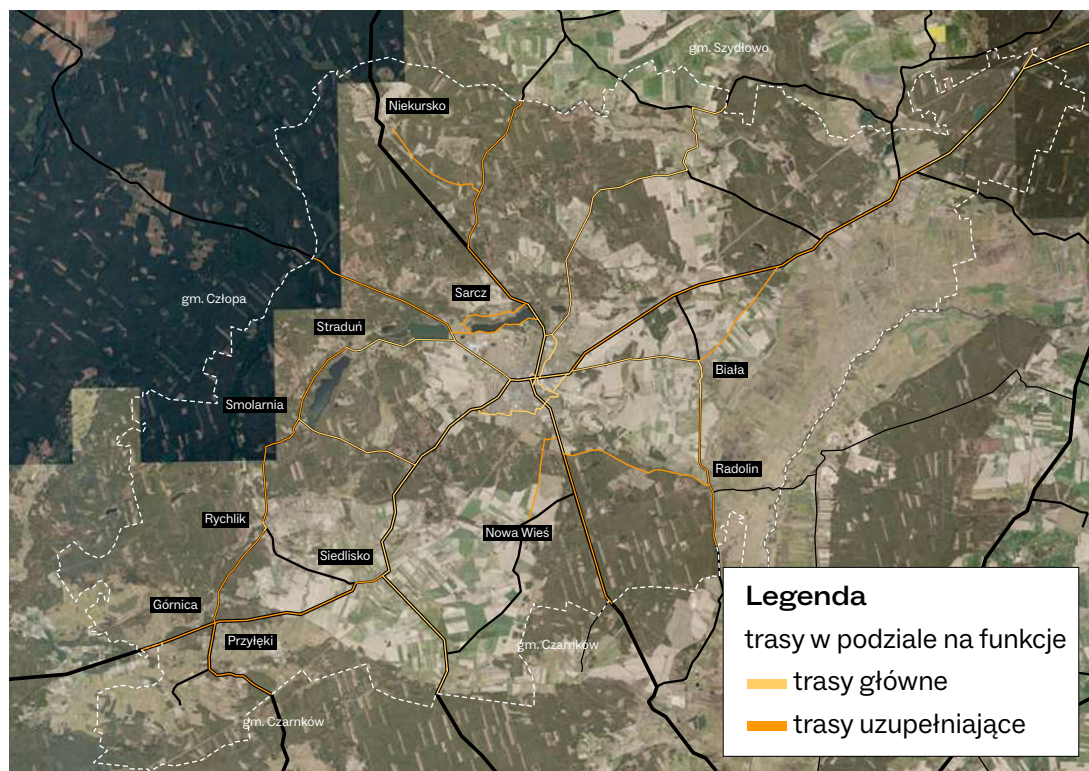 gm. Szydłowo
Niekursko
gm. Człopa
Sarcz
Straduń
Biała
Smolarnia
Radolin
Rychlik
Nowa Wieś
Siedlisko
Górnica
Przyłęki
gm. Czarnków
gm. Czarnków
Legenda
trasy w podziale na funkcje
trasy główne
trasy uzupełniające